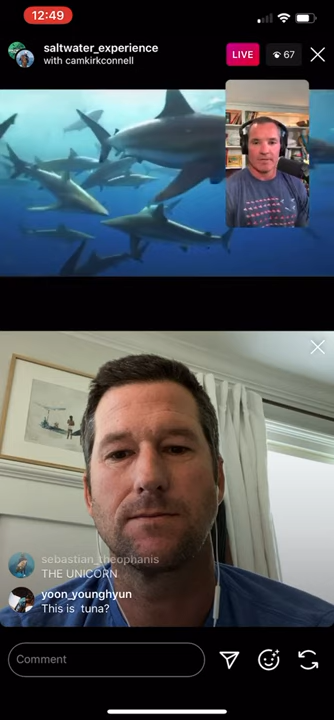 12:49
saltwater_experience
with camkirkconnell
LIVE
67
sebastian_theophanis
THE UNICORN
yoon_younghyun
This is tuna?
Comment